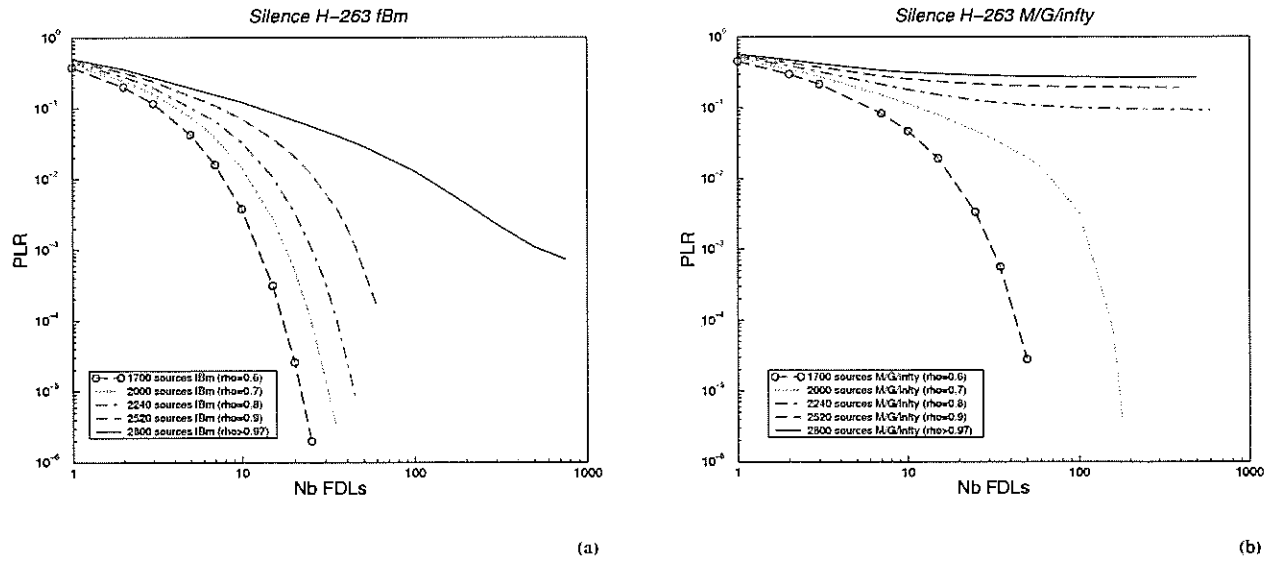 Silence H-263 fBm
10⁰
10⁻¹
10⁻²
10⁻³
10⁻⁴
10⁻⁵
10⁻⁶
PLR
1700 sources fBm (rho=0.6)
2000 sources fBm (rho=0.7)
2240 sources fBm (rho=0.8)
2520 sources fBm (rho=0.9)
2800 sources fBm (rho>0.97)
1 10 100 1000
Nb FDLs
(a)
Silence H-263 M/G/infty
10⁰
10⁻¹
10⁻²
10⁻³
10⁻⁴
10⁻⁵
10⁻⁶
PLR
1700 sources M/G/infty (rho=0.6)
2000 sources M/G/infty (rho=0.7)
2240 sources M/G/infty (rho=0.8)
2520 sources M/G/infty (rho=0.9)
2800 sources M/G/infty (rho>0.97)
1 10 100 1000
Nb FDLs
(b)